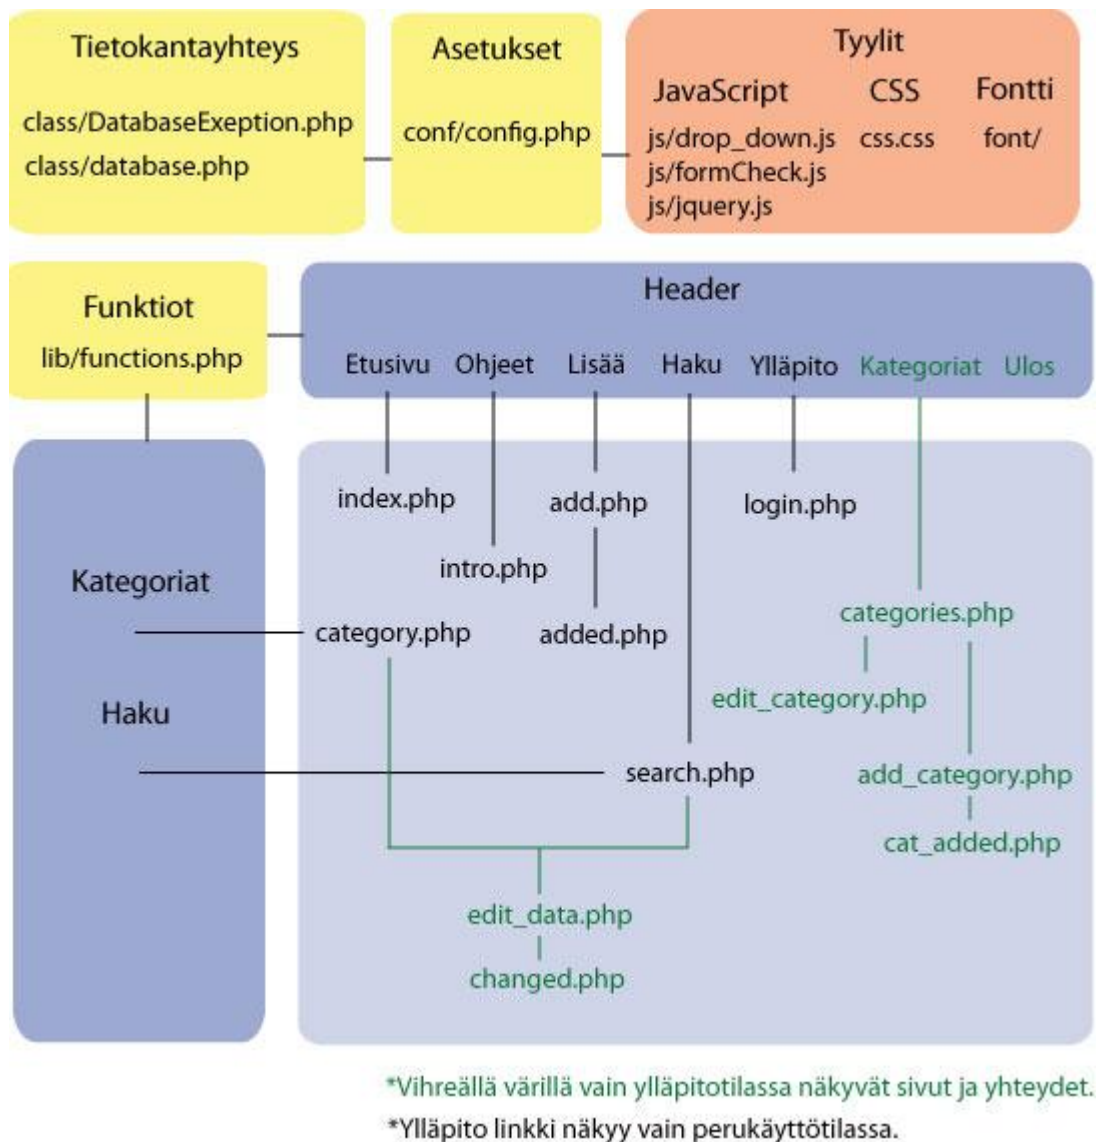 Tietokantayhteys
class/DatabaseExeption.php
class/database.php
Asetukset
conf/config.php
Tyylit
JavaScript CSS Fontti
js/drop_down.js css.css font/
js/formCheck.js
js/jquery.js
Funktiot
lib/functions.php
Header
Etusivu Ohjeet Lisää Haku Ylläpito Kategoriat Ulos
Kategoriat
Haku
index.php add.php login.php
intro.php
category.php added.php categories.php
edit_category.php
search.php add_category.php
cat_added.php
edit_data.php
changed.php
*Vihreällä värillä vain ylläpitotilassa näkyvät sivut ja yhteydet.
*Ylläpito linkki näkyy vain perukäyttötilassa.